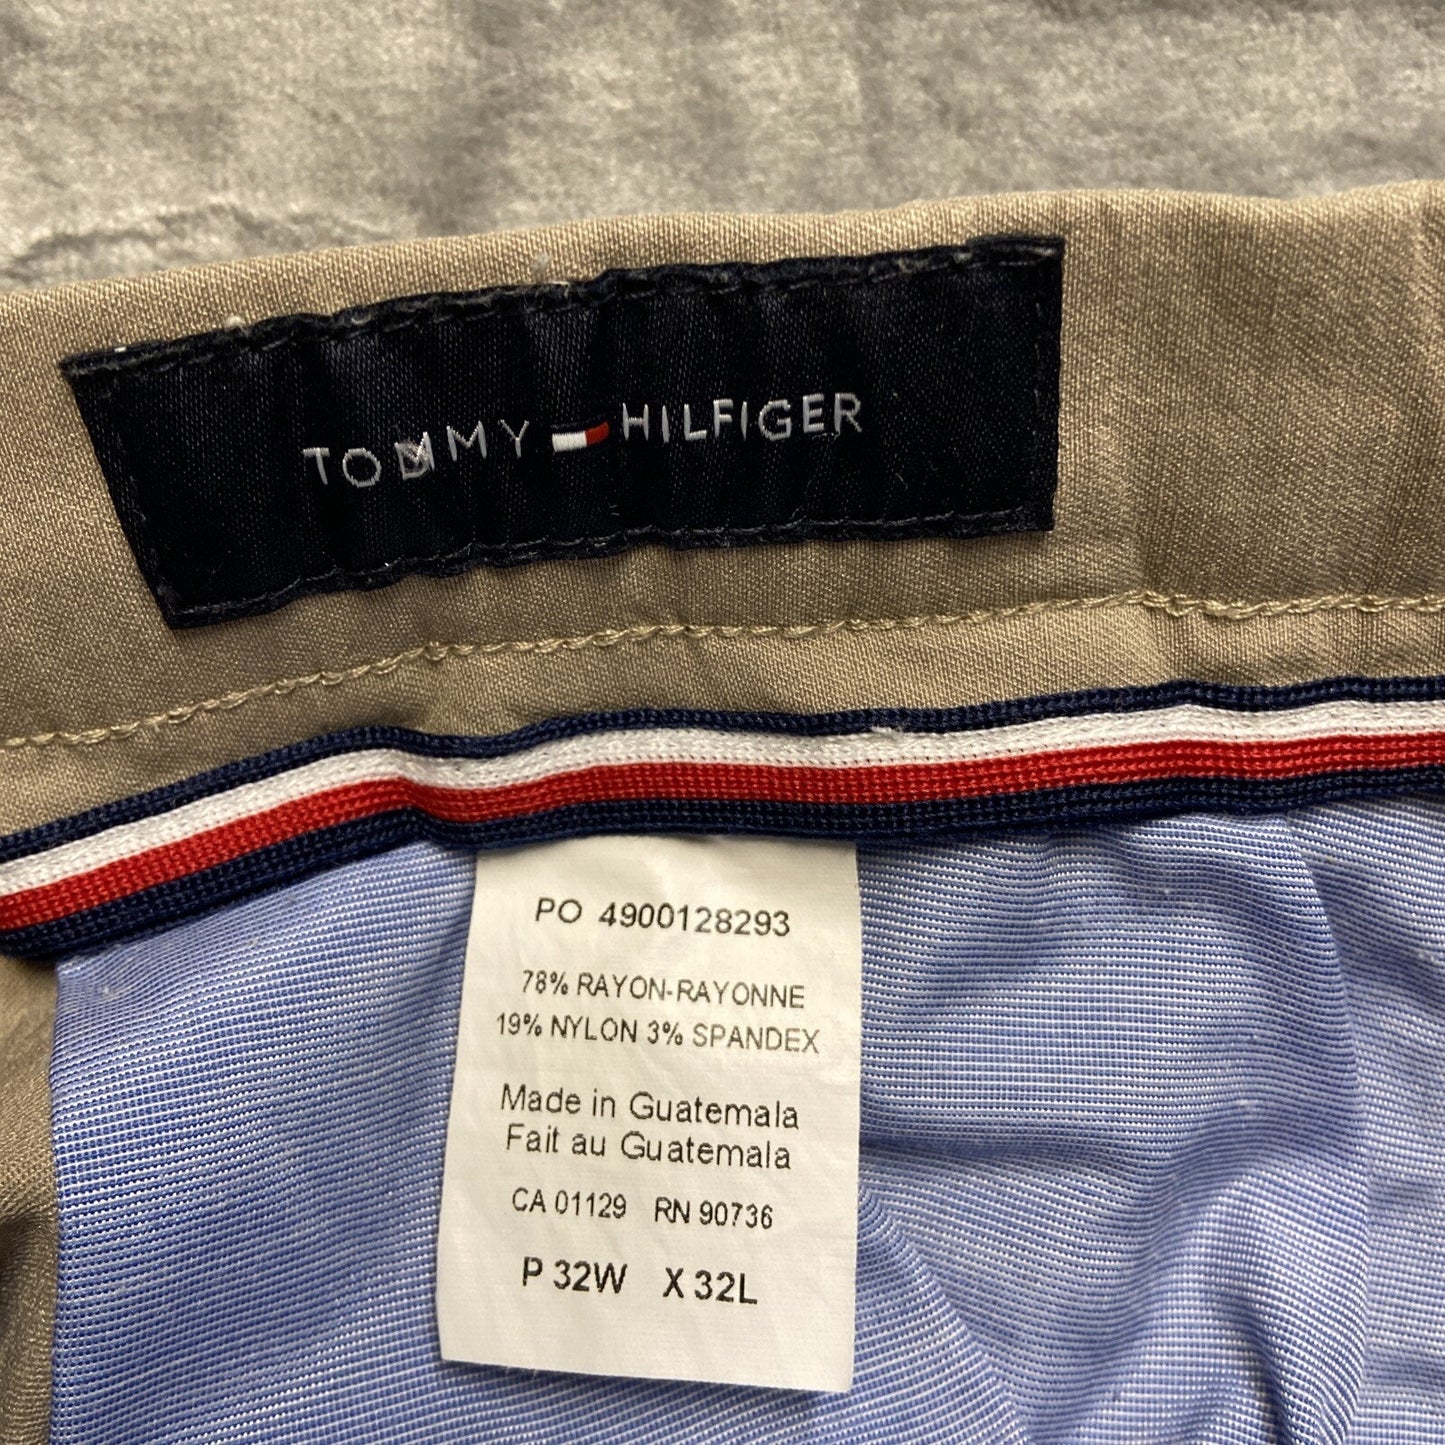 TOMMY HILFIGER
PO 4900128293
78% RAYON-RAYONNE
19% NYLON 3% SPANDEX
Made in Guatemala
Fait au Guatemala
CA 01129 RN 90736
P 32W X 32L